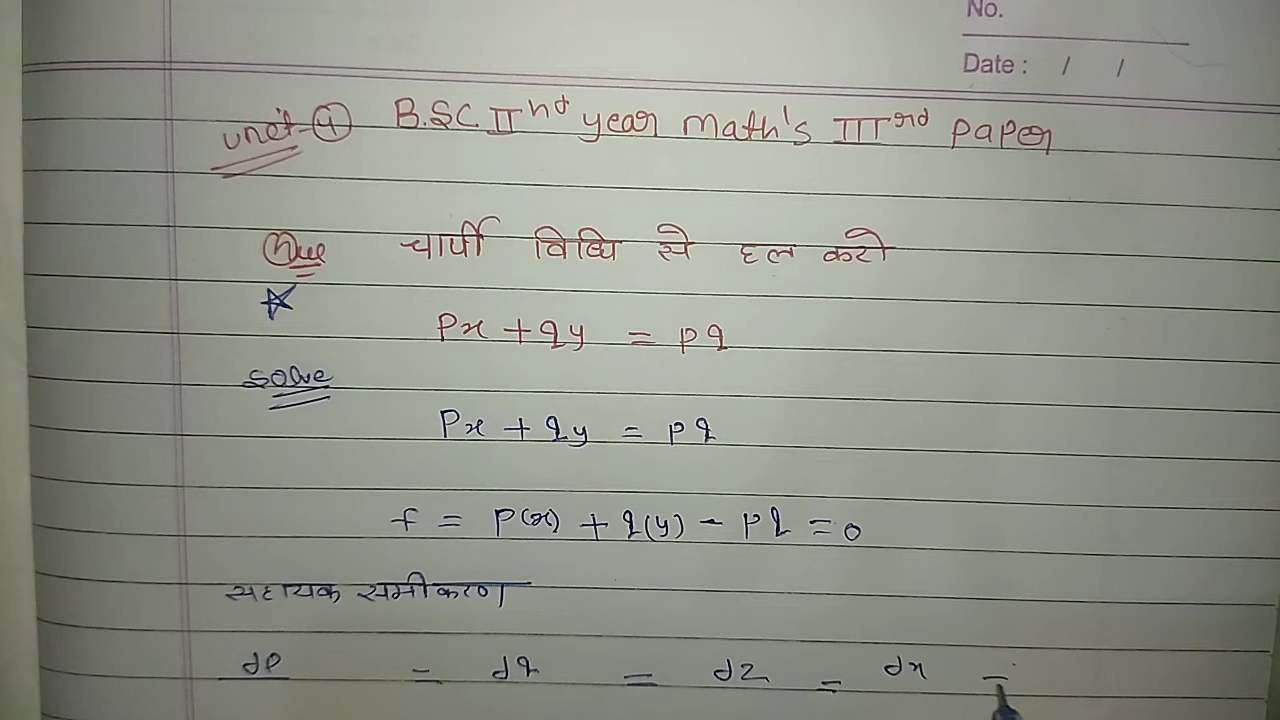 No.
Date : / /
unit-④ B.SC IInd year math's IIIrd paper
Que चार्पी विधि से हल करो
Px + qy = pq
solve
Px + qy = pq
f = P(x) + q(y) - pq = 0
सहायक समीकरण
dp = dq = dz = dx =